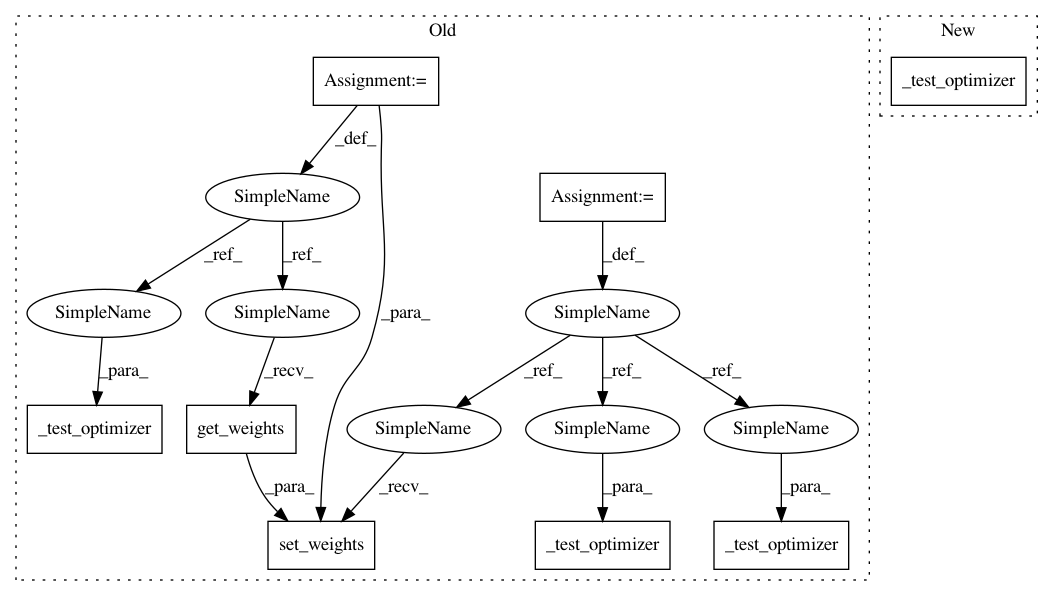 Old
New
Assignment:=
_test_optimizer
_def_
SimpleName
Assignment:=
_ref_
_ref_
_def_
SimpleName
SimpleName
_para_
SimpleName
_para_
_recv_
_ref_
_ref_
_ref_
_test_optimizer
get_weights
SimpleName
SimpleName
SimpleName
_para_
_recv_
_para_
_para_
set_weights
_test_optimizer
_test_optimizer